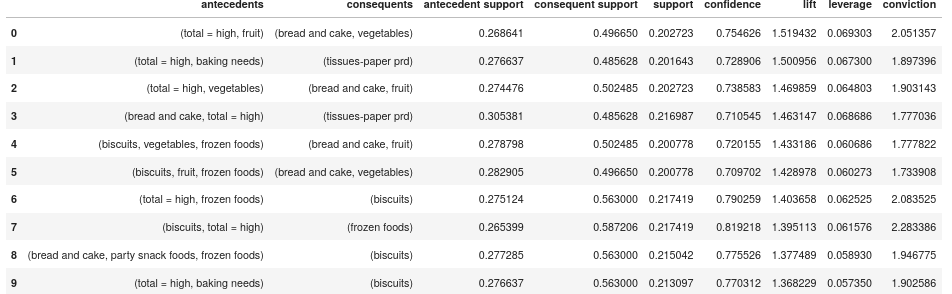 antecedents consequents antecedent support consequent support support confidence lift leverage conviction
0 (total = high, fruit) (bread and cake, vegetables) 0.268641 0.496650 0.202723 0.754626 1.519432 0.069303 2.051357
1 (total = high, baking needs) (tissues-paper prd) 0.276637 0.485628 0.201643 0.728906 1.500956 0.067300 1.897396
2 (total = high, vegetables) (bread and cake, fruit) 0.274476 0.502485 0.202723 0.738583 1.469859 0.064803 1.903143
3 (bread and cake, total = high) (tissues-paper prd) 0.305381 0.485628 0.216987 0.710545 1.463147 0.068686 1.777036
4 (biscuits, vegetables, frozen foods) (bread and cake, fruit) 0.278798 0.502485 0.200778 0.720155 1.433186 0.060686 1.777822
5 (biscuits, fruit, frozen foods) (bread and cake, vegetables) 0.282905 0.496650 0.200778 0.709702 1.428978 0.060273 1.733908
6 (total = high, frozen foods) (biscuits) 0.275124 0.563000 0.217419 0.790259 1.403658 0.062525 2.083525
7 (biscuits, total = high) (frozen foods) 0.265399 0.587206 0.217419 0.819218 1.395113 0.061576 2.283386
8 (bread and cake, party snack foods, frozen foods) (biscuits) 0.277285 0.563000 0.215042 0.775526 1.377489 0.058930 1.946775
9 (total = high, baking needs) (biscuits) 0.276637 0.563000 0.213097 0.770312 1.368229 0.057350 1.902586